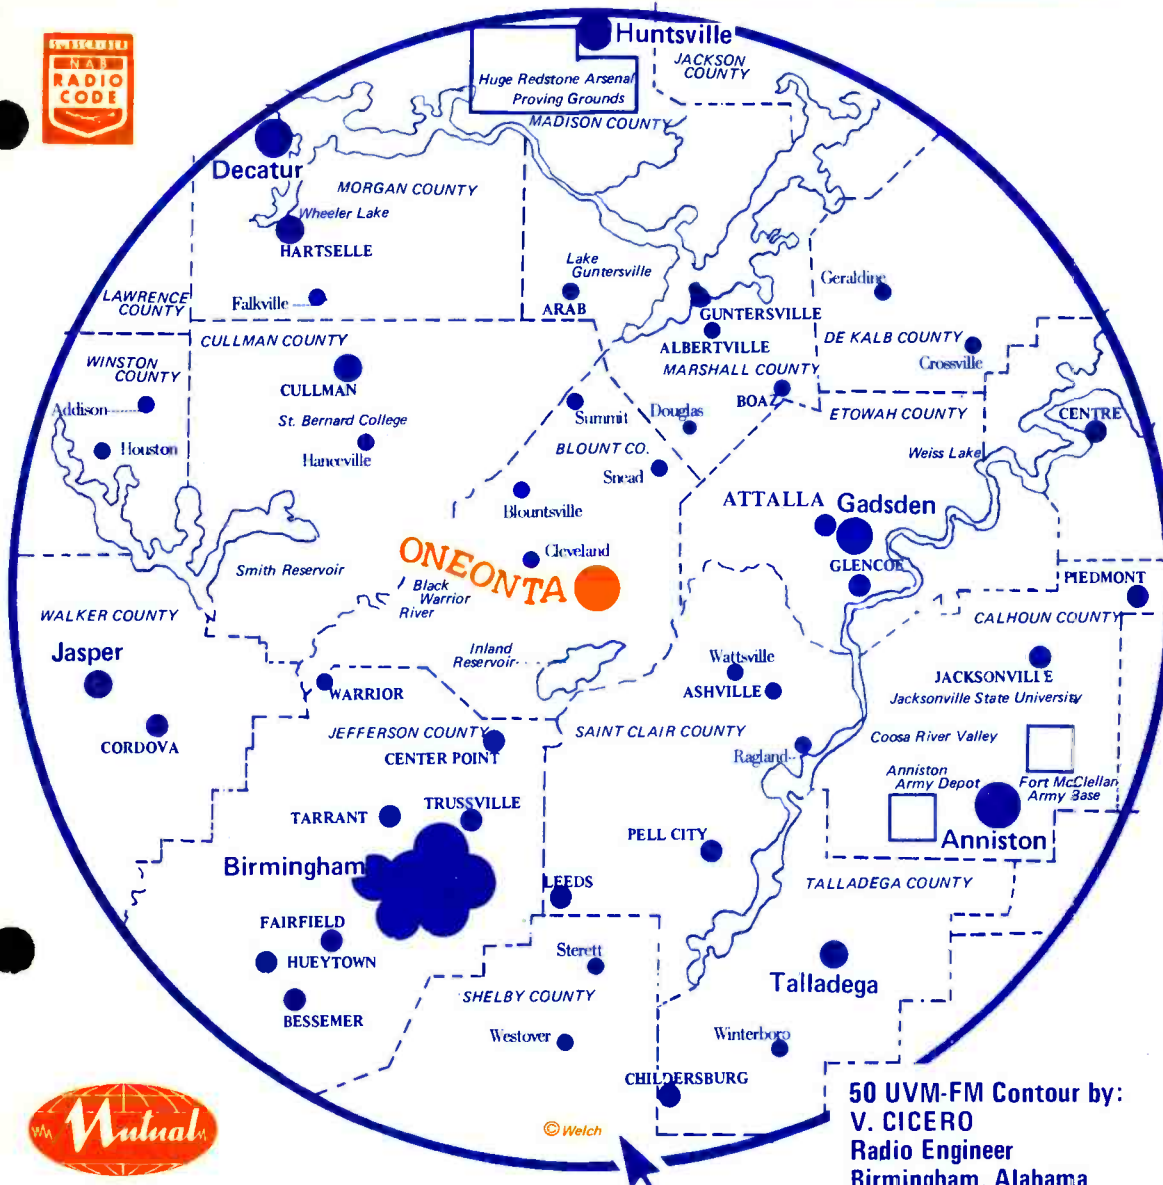 SUBSCRIBER
NAB
RADIO
CODE
Huntsville
JACKSON
COUNTY
Huge Redstone Arsenal
Proving Grounds
MADISON COUNTY
Decatur
MORGAN COUNTY
Wheeler Lake
HARTSELLE
Lake
Guntersville
Geraldine
LAWRENCE
COUNTY
Falkville
ARAB
GUNTERSVILLE
CULLMAN COUNTY
ALBERTVILLE
DE KALB COUNTY
WINSTON
COUNTY
Crossville
MARSHALL COUNTY
CULLMAN
BOAZ
Addison
St. Bernard College
Summit
Douglas
ETOWAH COUNTY
CENTRE
Houston
Hanceville
BLOUNT CO.
Weiss Lake
Snead
Blountsville
ATTALLA
Gadsden
ONEONTA
Cleveland
GLENCOE
Smith Reservoir
Black
Warrior
River
PIEDMONT
WALKER COUNTY
CALHOUN COUNTY
Jasper
Inland
Reservoir
Wattsville
JACKSONVILLE
WARRIOR
ASHVILLE
Jacksonville State University
CORDOVA
JEFFERSON COUNTY
SAINT CLAIR COUNTY
Coosa River Valley
CENTER POINT
Ragland
Anniston
Army Depot
Fort McClellan
Army Base
TRUSSVILLE
TARRANT
PELL CITY
Anniston
Birmingham
LEEDS
TALLADEGA COUNTY
FAIRFIELD
Sterett
HUEYTOWN
Talladega
SHELBY COUNTY
BESSEMER
Westover
Winterboro
CHILDERSBURG
50 UVM-FM Contour by:
V. CICERO
Radio Engineer
Birmingham, Alabama
©Welch
Mutual